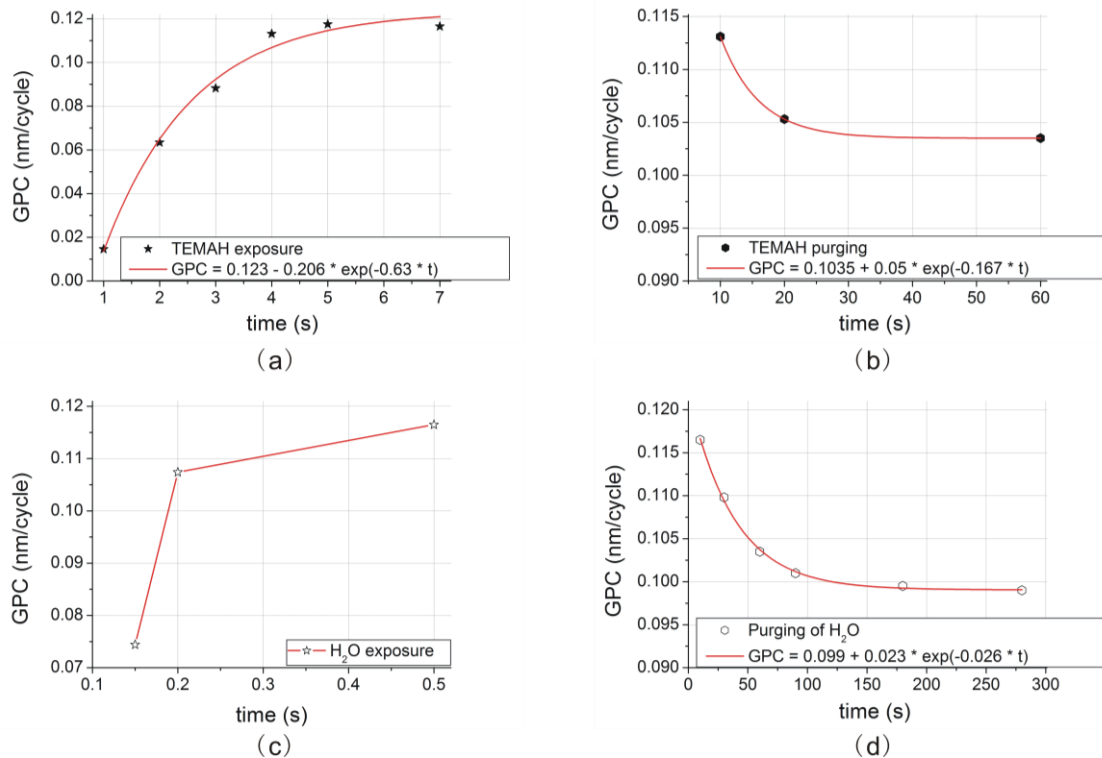 0.12
0.10
0.08
0.06
0.04
0.02
0.00
GPC (nm/cycle)
TEMAH exposure
GPC = 0.123 - 0.206 * exp(-0.63 * t)
1 2 3 4 5 6 7
time (s)
(a)
0.115
0.110
0.105
0.100
0.095
0.090
GPC (nm/cycle)
TEMAH purging
GPC = 0.1035 + 0.05 * exp(-0.167 * t)
10 20 30 40 50 60
time (s)
(b)
0.12
0.11
0.10
0.09
0.08
0.07
GPC (nm/cycle)
H₂O exposure
0.1 0.2 0.3 0.4 0.5
time (s)
(c)
0.120
0.115
0.110
0.105
0.100
0.095
0.090
GPC (nm/cycle)
Purging of H₂O
GPC = 0.099 + 0.023 * exp(-0.026 * t)
0 50 100 150 200 250 300
time (s)
(d)